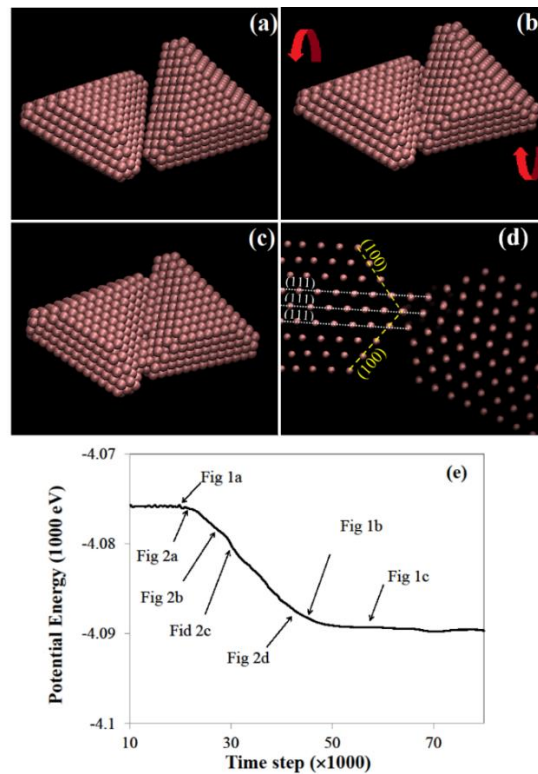 (a)
(b)
(c)
(d)
(100)
(111)
(111)
(111)
(100)
(e)
-4.07
-4.08
-4.09
-4.1
Potential Energy (1000 eV)
Fig 1a
Fig 2a
Fig 2b
Fid 2c
Fig 2d
Fig 1b
Fig 1c
10
30
50
70
Time step (×1000)